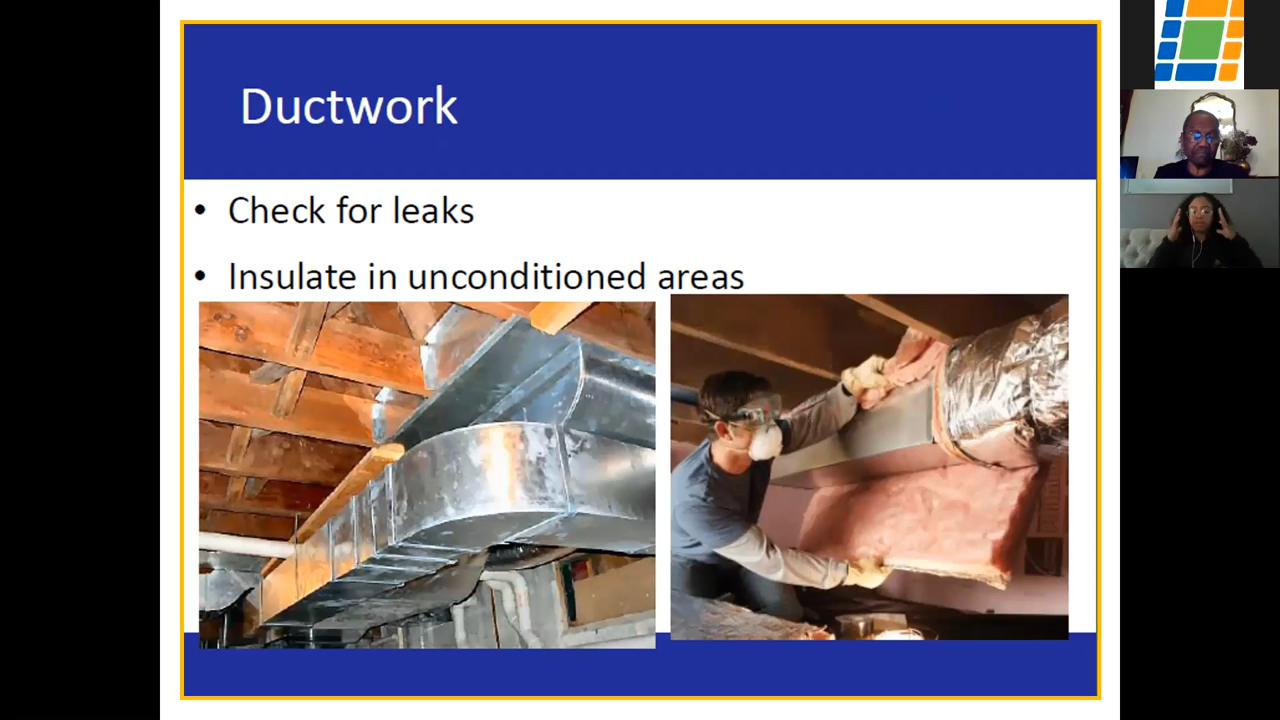 Ductwork
• Check for leaks
• Insulate in unconditioned areas